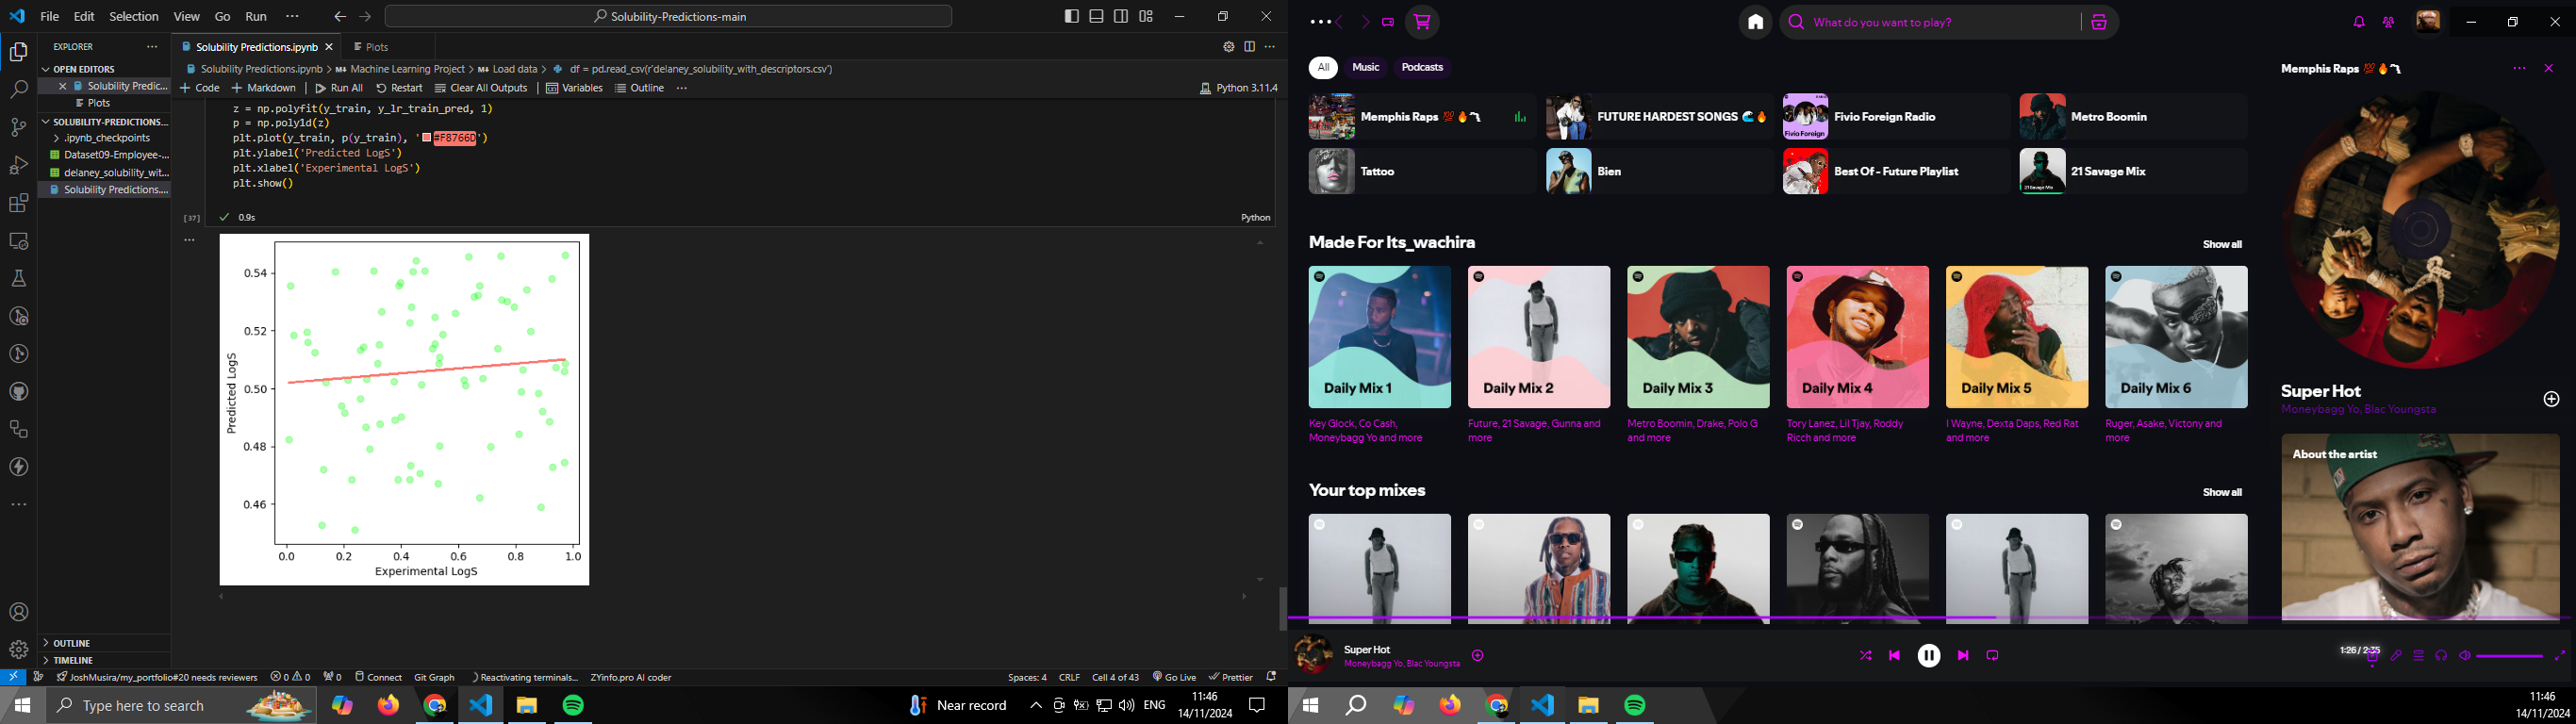 File Edit Selection View Go Run ···
Solubility-Predictions-main
EXPLORER
OPEN EDITORS
Solubility Predic...
Plots
SOLUBILITY-PREDICTIONS...
.ipynb_checkpoints
Dataset09-Employee-...
delaney_solubility_wit...
Solubility Predictions....
OUTLINE
TIMELINE
Solubility Predictions.ipynb
Plots
Solubility Predictions.ipynb > M↓ Machine Learning Project > M↓ Load data > df = pd.read_csv(r'delaney_solubility_with_descriptors.csv')
+ Code + Markdown Run All Restart Clear All Outputs Variables Outline ···
Python 3.11.4
z = np.polyfit(y_train, y_lr_train_pred, 1)
p = np.poly1d(z)
plt.plot(y_train, p(y_train), '#F8766D')
plt.ylabel('Predicted LogS')
plt.xlabel('Experimental LogS')
plt.show()
[37]
0.9s
Python
0.54
0.52
0.50
0.48
0.46
Predicted LogS
0.0 0.2 0.4 0.6 0.8 1.0
Experimental LogS
JoshMusira/my_portfolio#20 needs reviewers 0 0 0 Connect Git Graph Reactivating terminals... ZYinfo.pro AI coder
Spaces: 4 CRLF Cell 4 of 43 Go Live Prettier
Type here to search
Near record
ENG
11:46
14/11/2024
What do you want to play?
All Music Podcasts
Memphis Raps 💯🔥
FUTURE HARDEST SONGS 🌊🔥
Fivio Foreign
Fivio Foreign Radio
Metro Boomin
Tattoo
Bien
Best Of - Future Playlist
21 Savage Mix
21 Savage Mix
Made For Its_wachira
Show all
Daily Mix 1
Daily Mix 2
Daily Mix 3
Daily Mix 4
Daily Mix 5
Daily Mix 6
Key Glock, Co Cash,
Moneybagg Yo and more
Future, 21 Savage, Gunna and
more
Metro Boomin, Drake, Polo G
and more
Tory Lanez, Lil Tjay, Roddy
Ricch and more
I Wayne, Dexta Daps, Red Rat
and more
Ruger, Asake, Victony and
more
Your top mixes
Show all
Memphis Raps 💯🔥
Super Hot
Moneybagg Yo, Blac Youngsta
About the artist
Super Hot
Moneybagg Yo, Blac Youngsta
1:26 / 2:35
11:46
14/11/2024